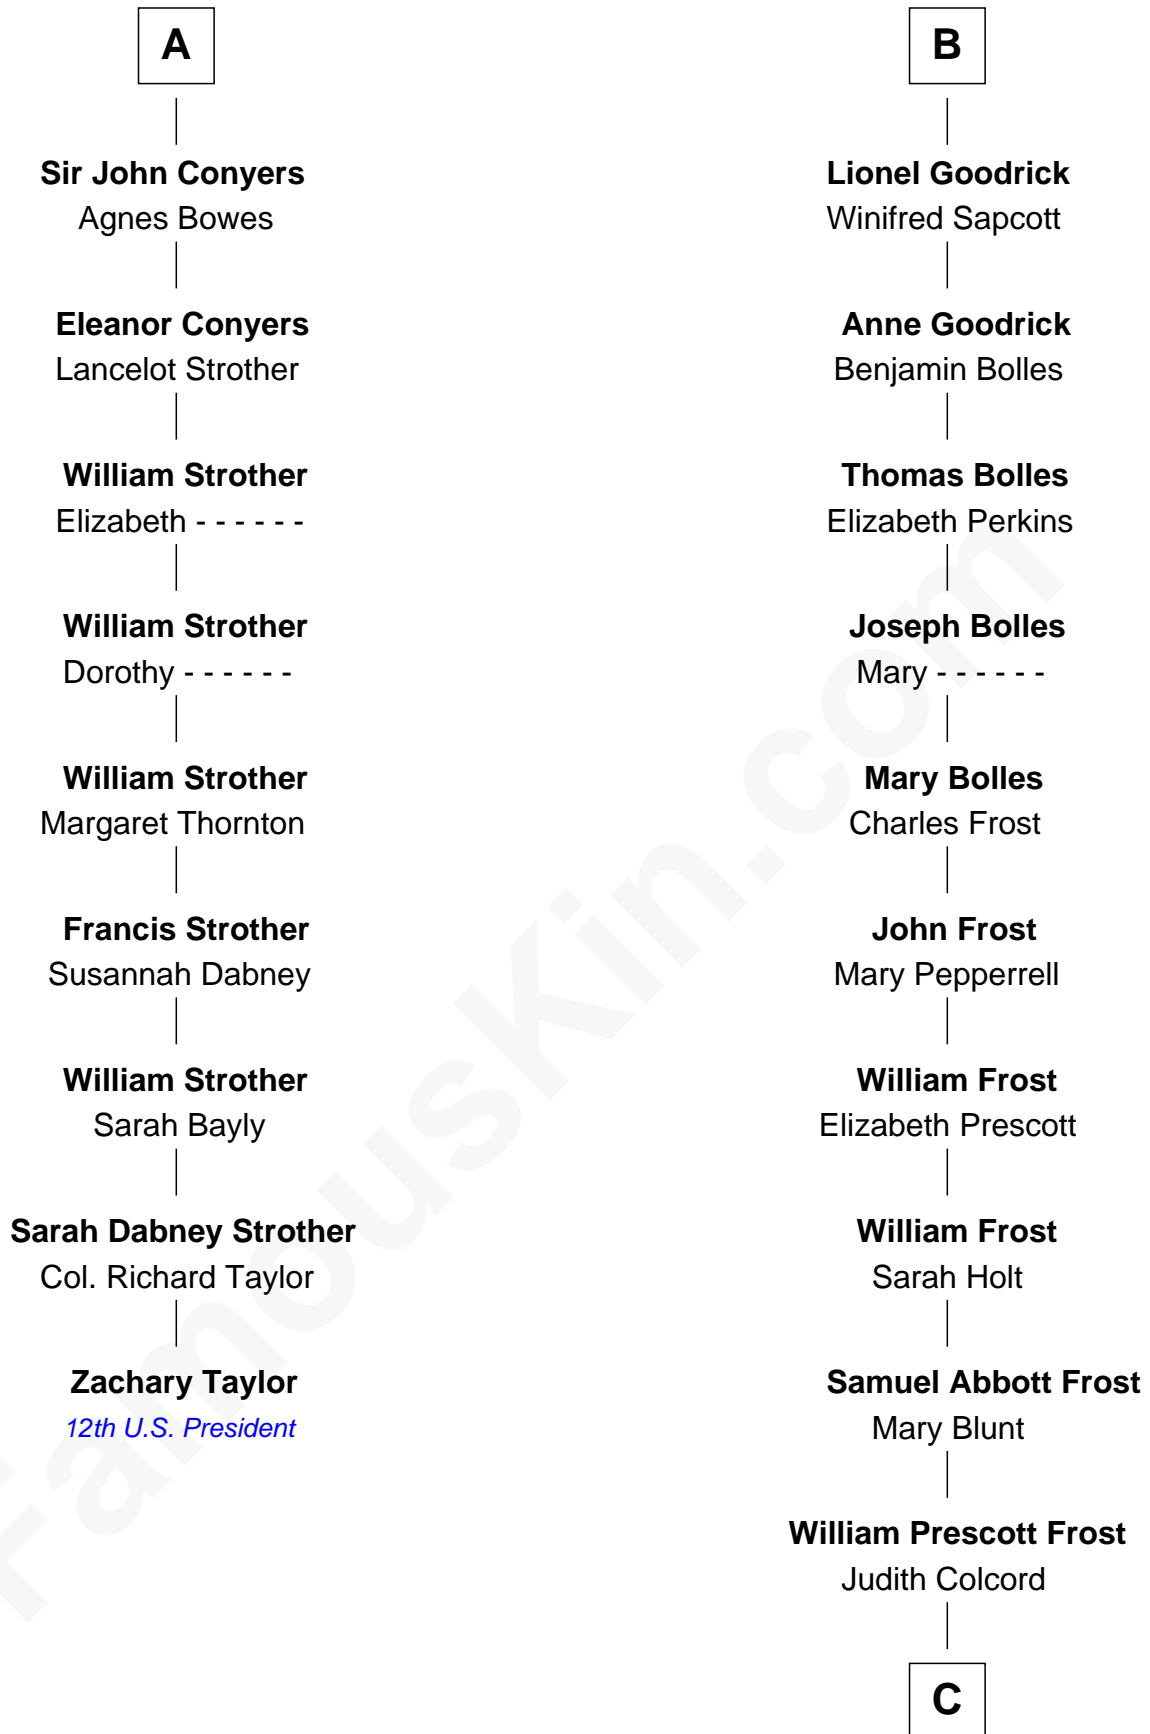 A
Sir John Conyers
Agnes Bowes
Eleanor Conyers
Lancelot Strother
William Strother
Elizabeth - - - - - -
William Strother
Dorothy - - - - - -
William Strother
Margaret Thornton
Francis Strother
Susannah Dabney
William Strother
Sarah Bayly
Sarah Dabney Strother
Col. Richard Taylor
Zachary Taylor
12th U.S. President
B
Lionel Goodrick
Winifred Sapcott
Anne Goodrick
Benjamin Bolles
Thomas Bolles
Elizabeth Perkins
Joseph Bolles
Mary - - - - - -
Mary Bolles
Charles Frost
John Frost
Mary Pepperrell
William Frost
Elizabeth Prescott
William Frost
Sarah Holt
Samuel Abbott Frost
Mary Blunt
William Prescott Frost
Judith Colcord
C
FamousKin.com